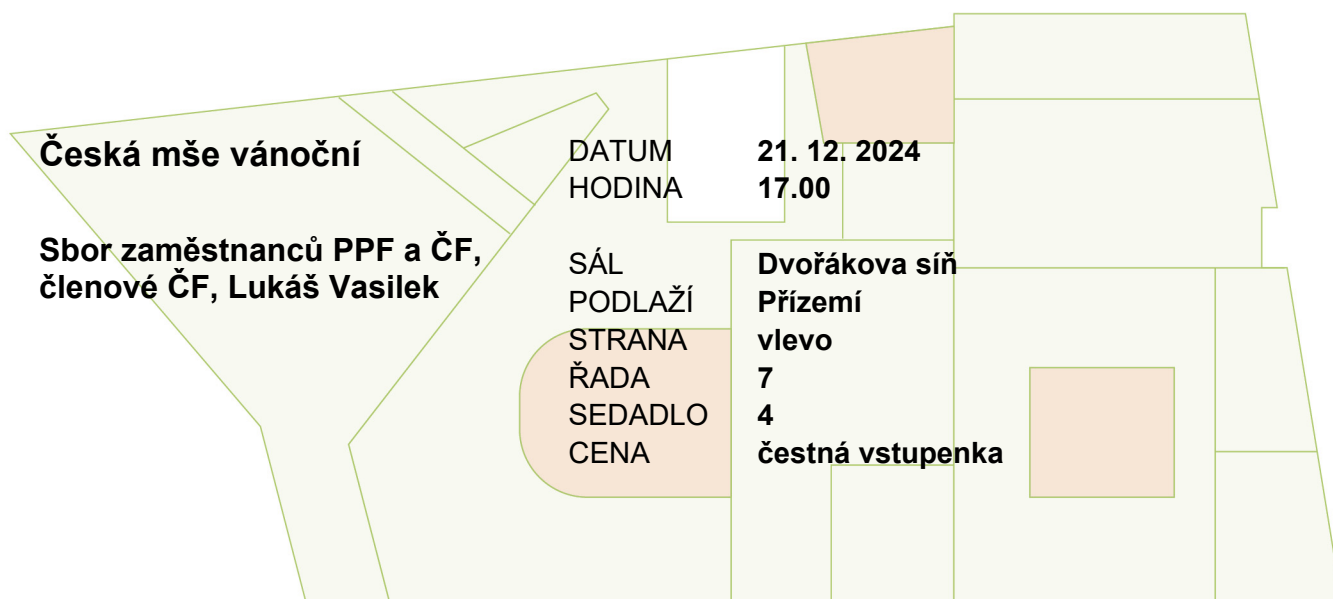 Česká mše vánoční
Sbor zaměstnanců PPF a ČF,
členové ČF, Lukáš Vasilek
DATUM 21. 12. 2024
HODINA 17.00
SÁL Dvořákova síň
PODLAŽÍ Přízemí
STRANA vlevo
ŘADA 7
SEDADLO 4
CENA čestná vstupenka